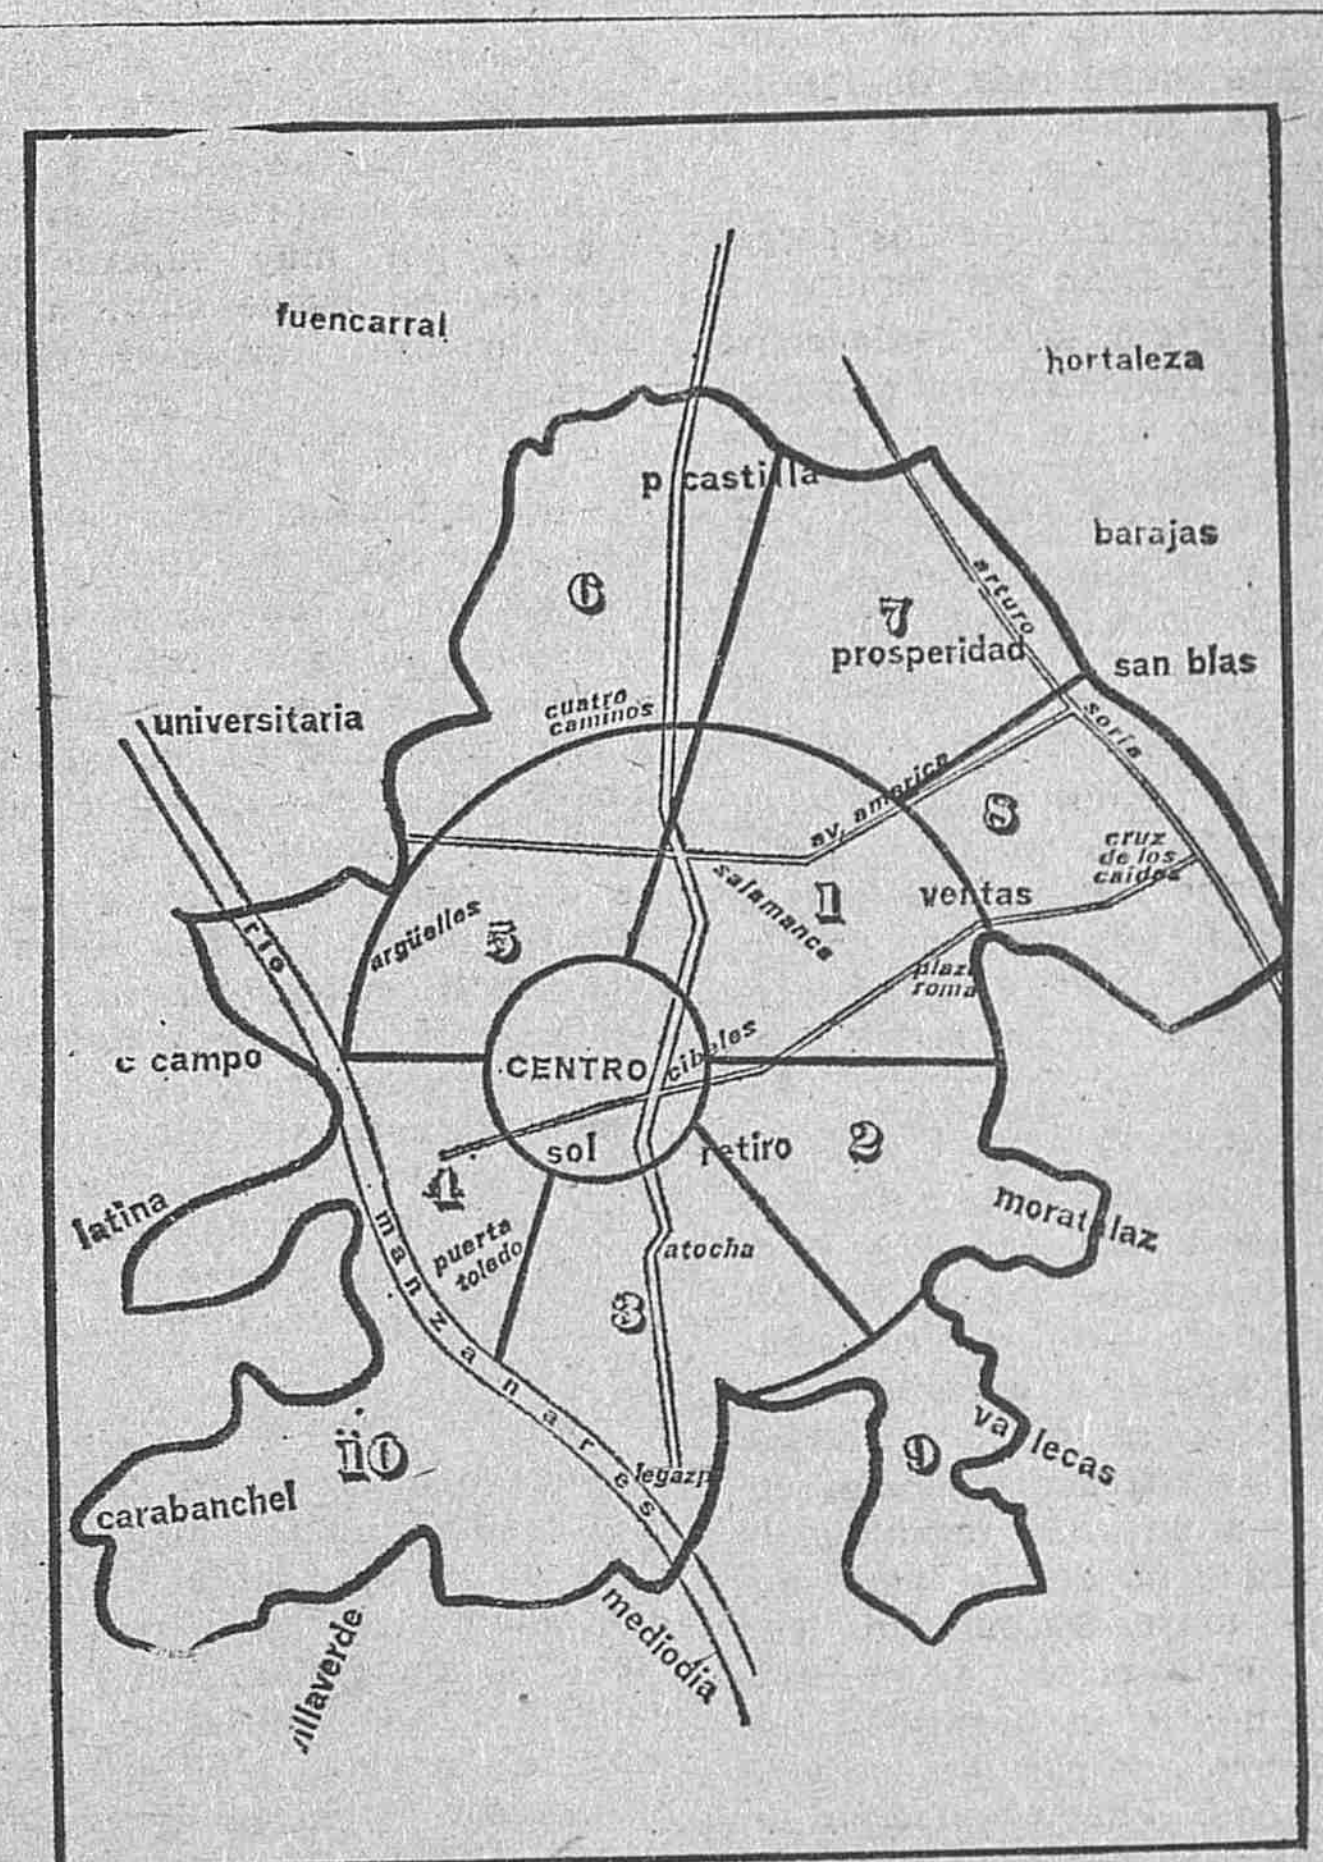 fuencarral
hortaleza
p castilla
barajas
6
7
arturo
prosperidad
san blas
cuatro
caminos
universitaria
soria
av. america
8
cruz
de los
caidos
salamanca
1
ventas
argüelles
5
rio
plaza
roma
c campo
CENTRO
cibeles
sol
retiro
2
4
latina
moratalaz
puerta
toledo
manzanares
atocha
3
vallecas
9
10
legazpi
carabanchel
mediodia
villaverde